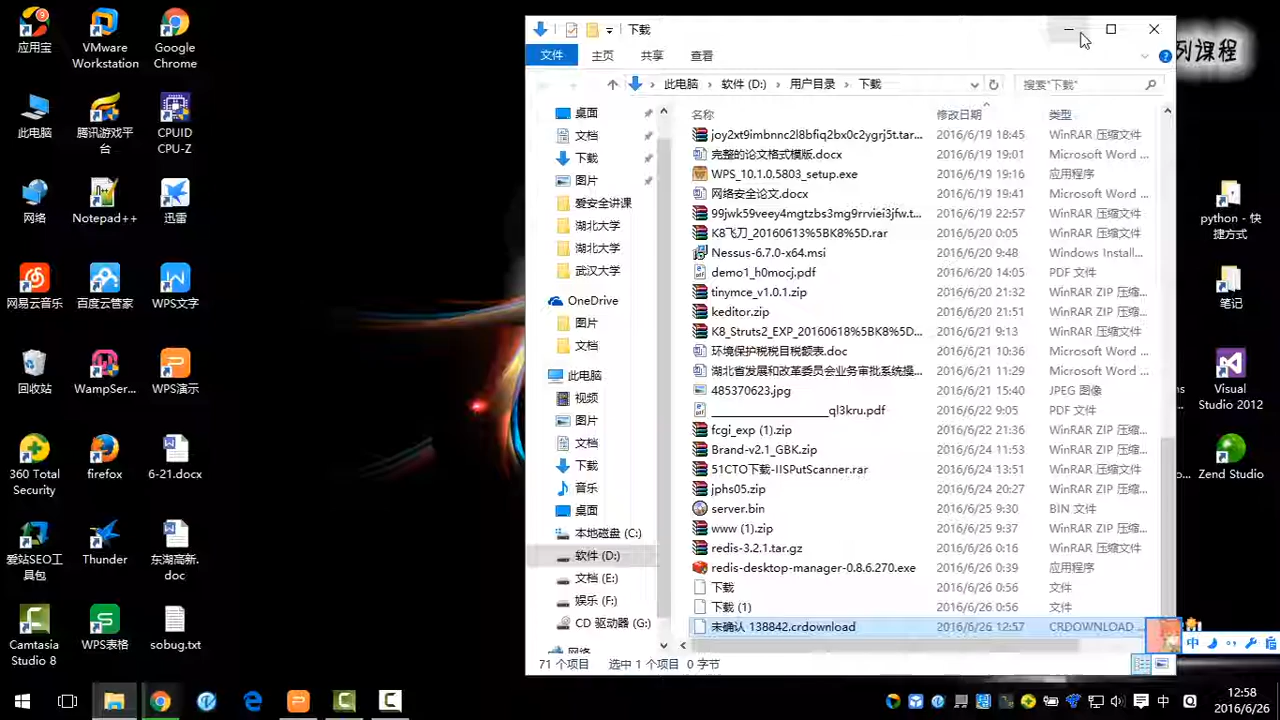 应用宝
VMware
Workstation
Google
Chrome
此电脑
腾讯游戏平
台
CPUID
CPU-Z
网络
Notepad++
迅雷
网易云音乐
百度云管家
WPS文字
回收站
WampSer...
WPS演示
360 Total
Security
firefox
6-21.docx
爱站SEO工
具包
Thunder
东湖高新.
doc
Camtasia
Studio 8
WPS表格
sobug.txt
下载
文件
主页
共享
查看
此电脑
软件 (D:)
用户目录
下载
搜索"下载"
桌面
文档
下载
图片
爱安全讲课
湖北大学
湖北大学
武汉大学
OneDrive
图片
文档
此电脑
视频
图片
文档
下载
音乐
桌面
本地磁盘 (C:)
软件 (D:)
文档 (E:)
娱乐 (F:)
CD 驱动器 (G:)
网络
名称 修改日期 类型
joy2xt9imbnnc2l8bfiq2bx0c2ygrj5t.tar... 2016/6/19 18:45 WinRAR 压缩文件
完整的论文格式模版.docx 2016/6/19 19:01 Microsoft Word ...
WPS_10.1.0.5803_setup.exe 2016/6/19 19:16 应用程序
网络安全论文.docx 2016/6/19 19:41 Microsoft Word ...
99jwk59veey4mgtzbs3mg9rrviei3jfw.t... 2016/6/19 22:57 WinRAR 压缩文件
K8飞刀_20160613%5BK8%5D.rar 2016/6/20 0:05 WinRAR 压缩文件
Nessus-6.7.0-x64.msi 2016/6/20 9:48 Windows Install...
demo1_h0mocj.pdf 2016/6/20 14:05 PDF 文件
tinymce_v1.0.1.zip 2016/6/20 21:32 WinRAR ZIP 压缩...
keditor.zip 2016/6/20 21:51 WinRAR ZIP 压缩...
K8_Struts2_EXP_20160618%5BK8%5D... 2016/6/21 9:13 WinRAR 压缩文件
环境保护税税目税额表.doc 2016/6/21 10:36 Microsoft Word ...
湖北省发展和改革委员会业务审批系统操... 2016/6/21 11:29 Microsoft Word ...
485370623.jpg 2016/6/21 15:40 JPEG 图像
____________________ql3kru.pdf 2016/6/22 9:05 PDF 文件
fcgi_exp (1).zip 2016/6/22 21:36 WinRAR ZIP 压缩...
Brand-v2.1_GBK.zip 2016/6/24 11:53 WinRAR ZIP 压缩...
51CTO下载-IISPutScanner.rar 2016/6/24 13:51 WinRAR 压缩文件
jphs05.zip 2016/6/24 20:27 WinRAR ZIP 压缩...
server.bin 2016/6/25 9:30 BIN 文件
www (1).zip 2016/6/25 9:37 WinRAR ZIP 压缩...
redis-3.2.1.tar.gz 2016/6/26 0:16 WinRAR 压缩文件
redis-desktop-manager-0.8.6.270.exe 2016/6/26 0:39 应用程序
下载 2016/6/26 0:56 文件
下载 (1) 2016/6/26 0:56 文件
未确认 138842.crdownload 2016/6/26 12:57 CRDOWNLOAD ...
71 个项目 选中 1 个项目 0 字节
列课程
python - 快
捷方式
笔记
Visual
Studio 2012
Zend Studio
中
中
12:58
2016/6/26